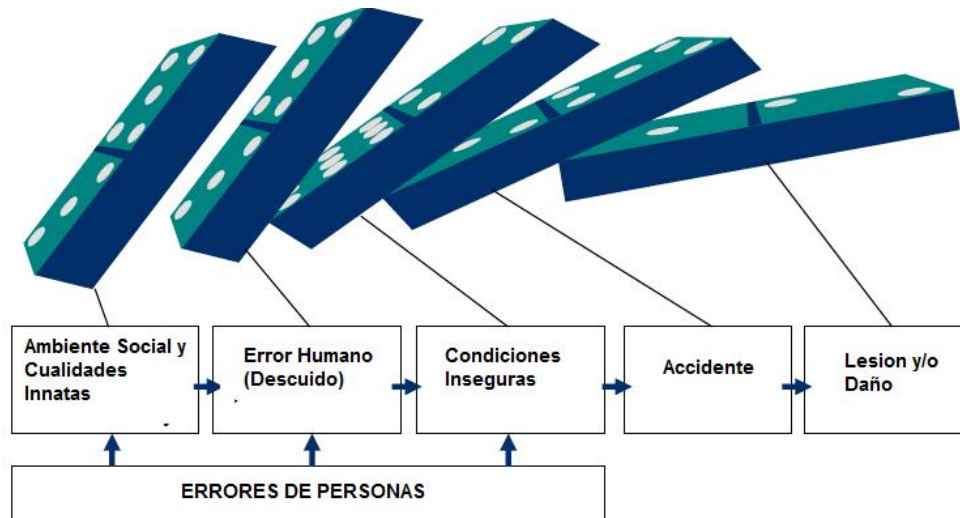 Ambiente Social y
Cualidades
Innatas
Error Humano
(Descuido)
Condiciones
Inseguras
Accidente
Lesion y/o
Daño
ERRORES DE PERSONAS